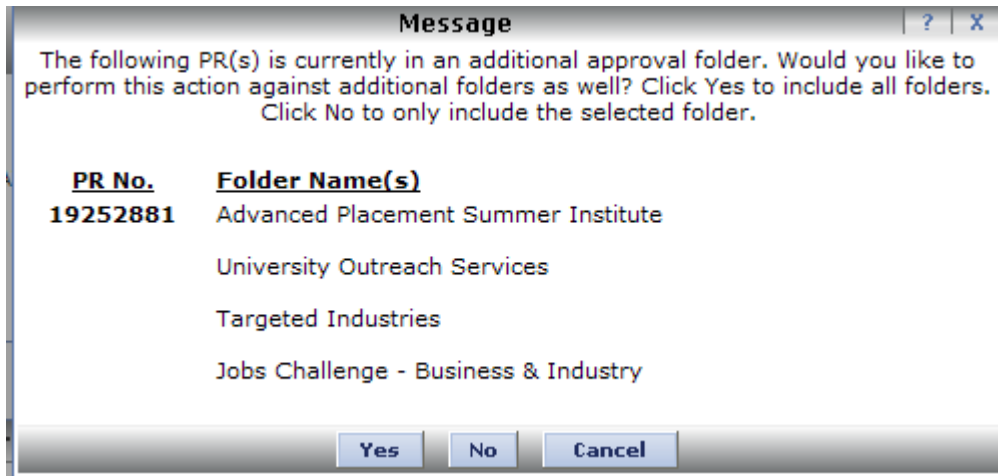 Message
? X
The following PR(s) is currently in an additional approval folder. Would you like to
perform this action against additional folders as well? Click Yes to include all folders.
Click No to only include the selected folder.
PR No. Folder Name(s)
19252881 Advanced Placement Summer Institute
University Outreach Services
Targeted Industries
Jobs Challenge - Business & Industry
Yes No Cancel